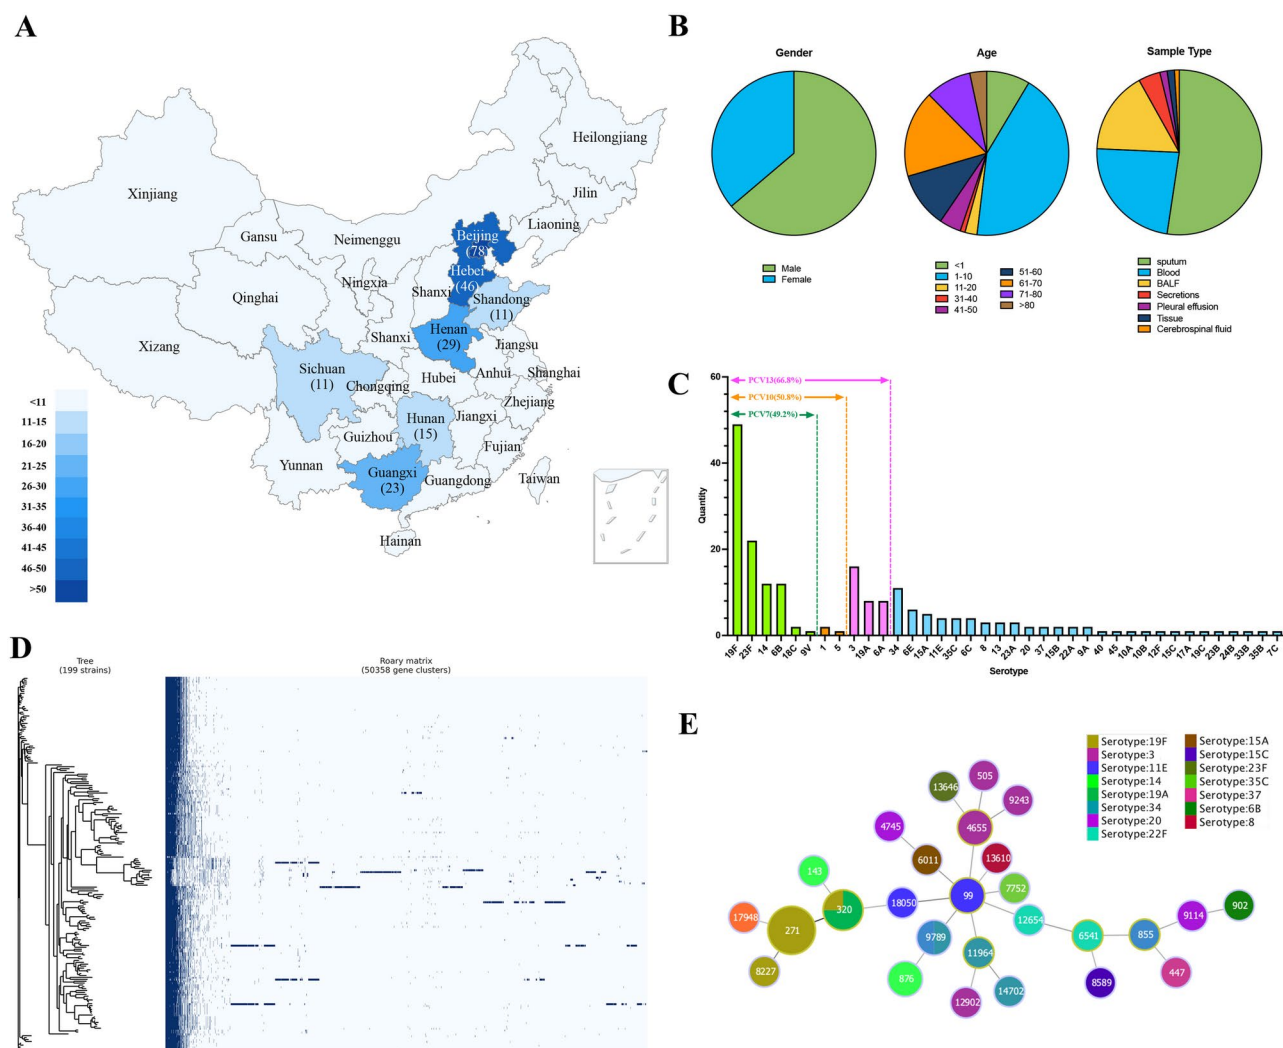 A
Heilongjiang
Jilin
Liaoning
Xinjiang
Gansu
Neimenggu
Beijing
(78)
Hebei
(46)
Ningxia
Shanxi
Shandong
(11)
Qinghai
Henan
(29)
Shanxi
Jiangsu
Xizang
Sichuan
(11)
Chongqing
Hubei
Anhui
Shanghai
Zhejiang
Hunan
(15)
Jiangxi
Guizhou
Fujian
Yunnan
Guangxi
(23)
Guangdong
Taiwan
Hainan
<11
11-15
16-20
21-25
26-30
31-35
36-40
41-45
46-50
>50
B
Gender
Male
Female
Age
<1
1-10
11-20
31-40
41-50
51-60
61-70
71-80
>80
Sample Type
sputum
Blood
BALF
Secretions
Pleural effusion
Tissue
Cerebrospinal fluid
C
PCV13(66.8%)
PCV10(50.8%)
PCV7(49.2%)
Quantity
60
40
20
0
19F 23F 14 6B 18C 9V 1 5 3 19A 6A 34 6E 15A 11E 35C 6C 8 13 23A 20 37 15B 22A 9A 40 45 10A 10B 12F 15C 17A 19C 23B 24B 33B 35B 7C
Serotype
D
Tree
(199 strains)
Roary matrix
(50358 gene clusters)
E
Serotype:19F
Serotype:3
Serotype:11E
Serotype:14
Serotype:19A
Serotype:34
Serotype:20
Serotype:22F
Serotype:15A
Serotype:15C
Serotype:23F
Serotype:35C
Serotype:37
Serotype:6B
Serotype:8
505
13646
9243
4745
4655
6011
13610
143
7752
99
18050
320
17948
271
12654
9114
902
9789
6541
855
11964
8227
876
8589
447
14702
12902